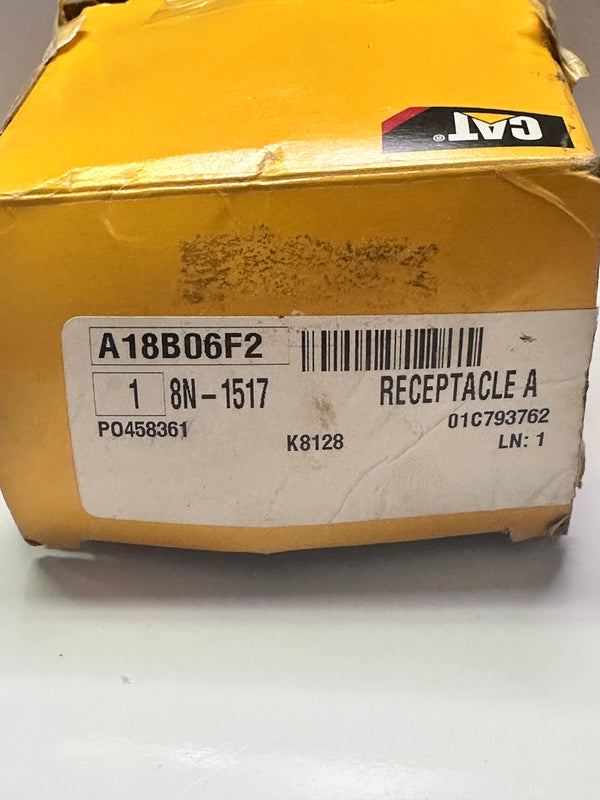 CAT®
A18B06F2
1 8N-1517 RECEPTACLE A
PO458361 01C793762
K8128 LN: 1